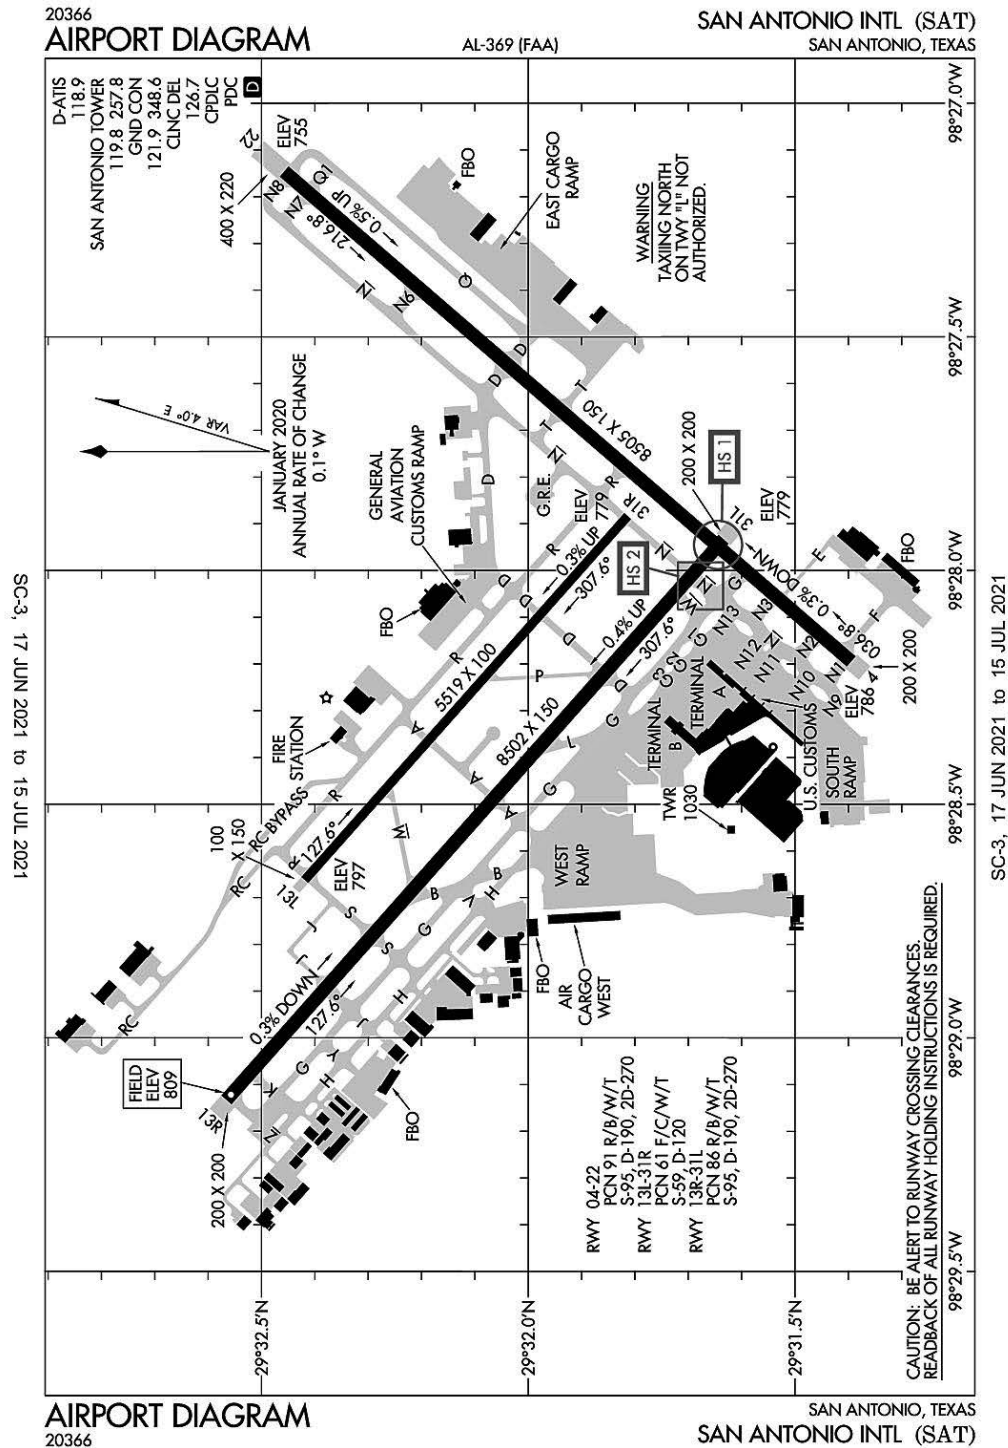 20366
AIRPORT DIAGRAM
AL-369 (FAA)
SAN ANTONIO INTL (SAT)
SAN ANTONIO, TEXAS
D-ATIS
118.9
SAN ANTONIO TOWER
119.8 257.8
GND CON
121.9 348.6
CLNC DEL
126.7
CPDLC
PDC
D
JANUARY 2020
ANNUAL RATE OF CHANGE
0.1° W
VAR 4.0° E
WARNING
TAXIING NORTH
ON TWY "L" NOT
AUTHORIZED.
400 X 220
22
ELEV
755
N8
N7
Q1
216.8°
0.5% UP
N
N6
Q
FBO
EAST CARGO
RAMP
D
D
T
T
N
8505 X 150
R
G.R.E.
GENERAL
AVIATION
CUSTOMS RAMP
D
ELEV
779
31R
HS 2
HS 1
200 X 200
31L
ELEV
779
0.3% UP
307.6°
R
D
D
D
N
0.4% UP
307.6°
W
N
G
0.3% DOWN
036.8°
E
F
FBO
FBO
R
5519 X 100
A
P
D
G1
G2
G3
N13
N3
N12
N
N11
N2
N10
N1
N9
4
ELEV
786
200 X 200
TERMINAL
A
TERMINAL
B
U.S. CUSTOMS
SOUTH
RAMP
TWR
1030
FIRE
STATION
RC BYPASS
R
100
X 150
RC
R
13L
127.6°
ELEV
797
W
A
A
8502 X 150
L
G
G
WEST
RAMP
B
B
H
V
G
S
S
J
J
0.3% DOWN
127.6°
H
J
Y
G
H
K
Z
RC
FBO
AIR
CARGO
WEST
FBO
FIELD
ELEV
809
13R
200 X 200
RWY 04-22
PCN 91 R/B/W/T
S-95, D-190, 2D-270
RWY 13L-31R
PCN 61 F/C/W/T
S-59, D-120
RWY 13R-31L
PCN 86 R/B/W/T
S-95, D-190, 2D-270
CAUTION: BE ALERT TO RUNWAY CROSSING CLEARANCES.
READBACK OF ALL RUNWAY HOLDING INSTRUCTIONS IS REQUIRED.
98°27.0'W
98°27.5'W
98°28.0'W
98°28.5'W
98°29.0'W
98°29.5'W
29°32.5'N
29°32.0'N
29°31.5'N
SC-3, 17 JUN 2021 to 15 JUL 2021
SC-3, 17 JUN 2021 to 15 JUL 2021
AIRPORT DIAGRAM
20366
SAN ANTONIO, TEXAS
SAN ANTONIO INTL (SAT)